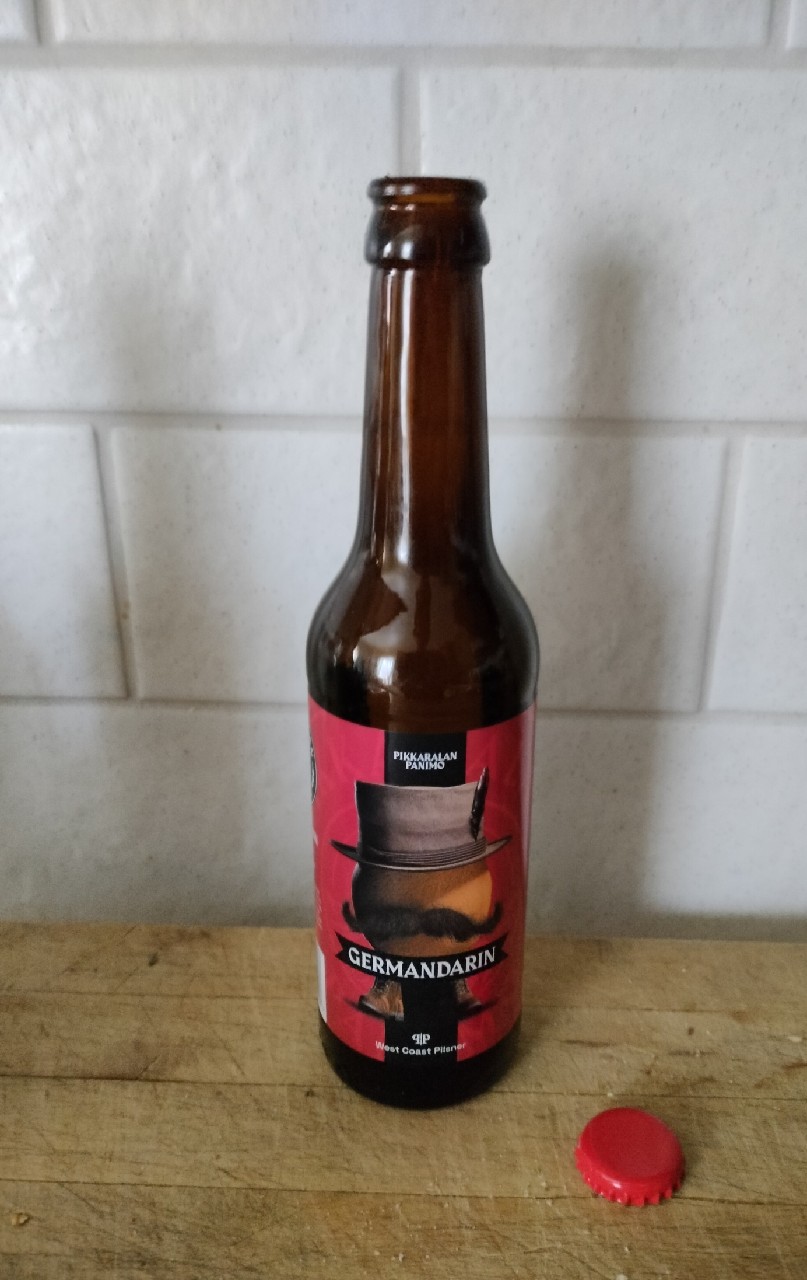 PIKKARALAN
PANIMO
GERMANDARIN
West Coast Pilsner